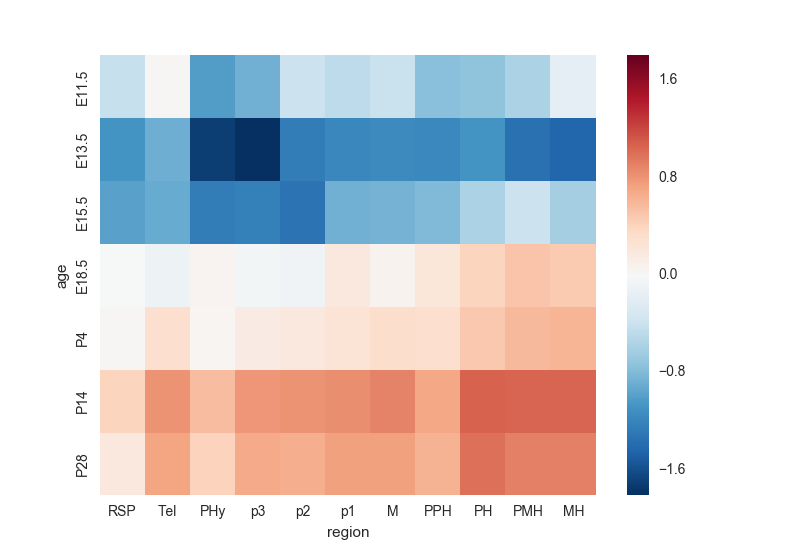 E11.5
E13.5
E15.5
E18.5
P4
P14
P28
age
RSP Tel PHy p3 p2 p1 M PPH PH PMH MH
region
1.6
0.8
0.0
−0.8
−1.6